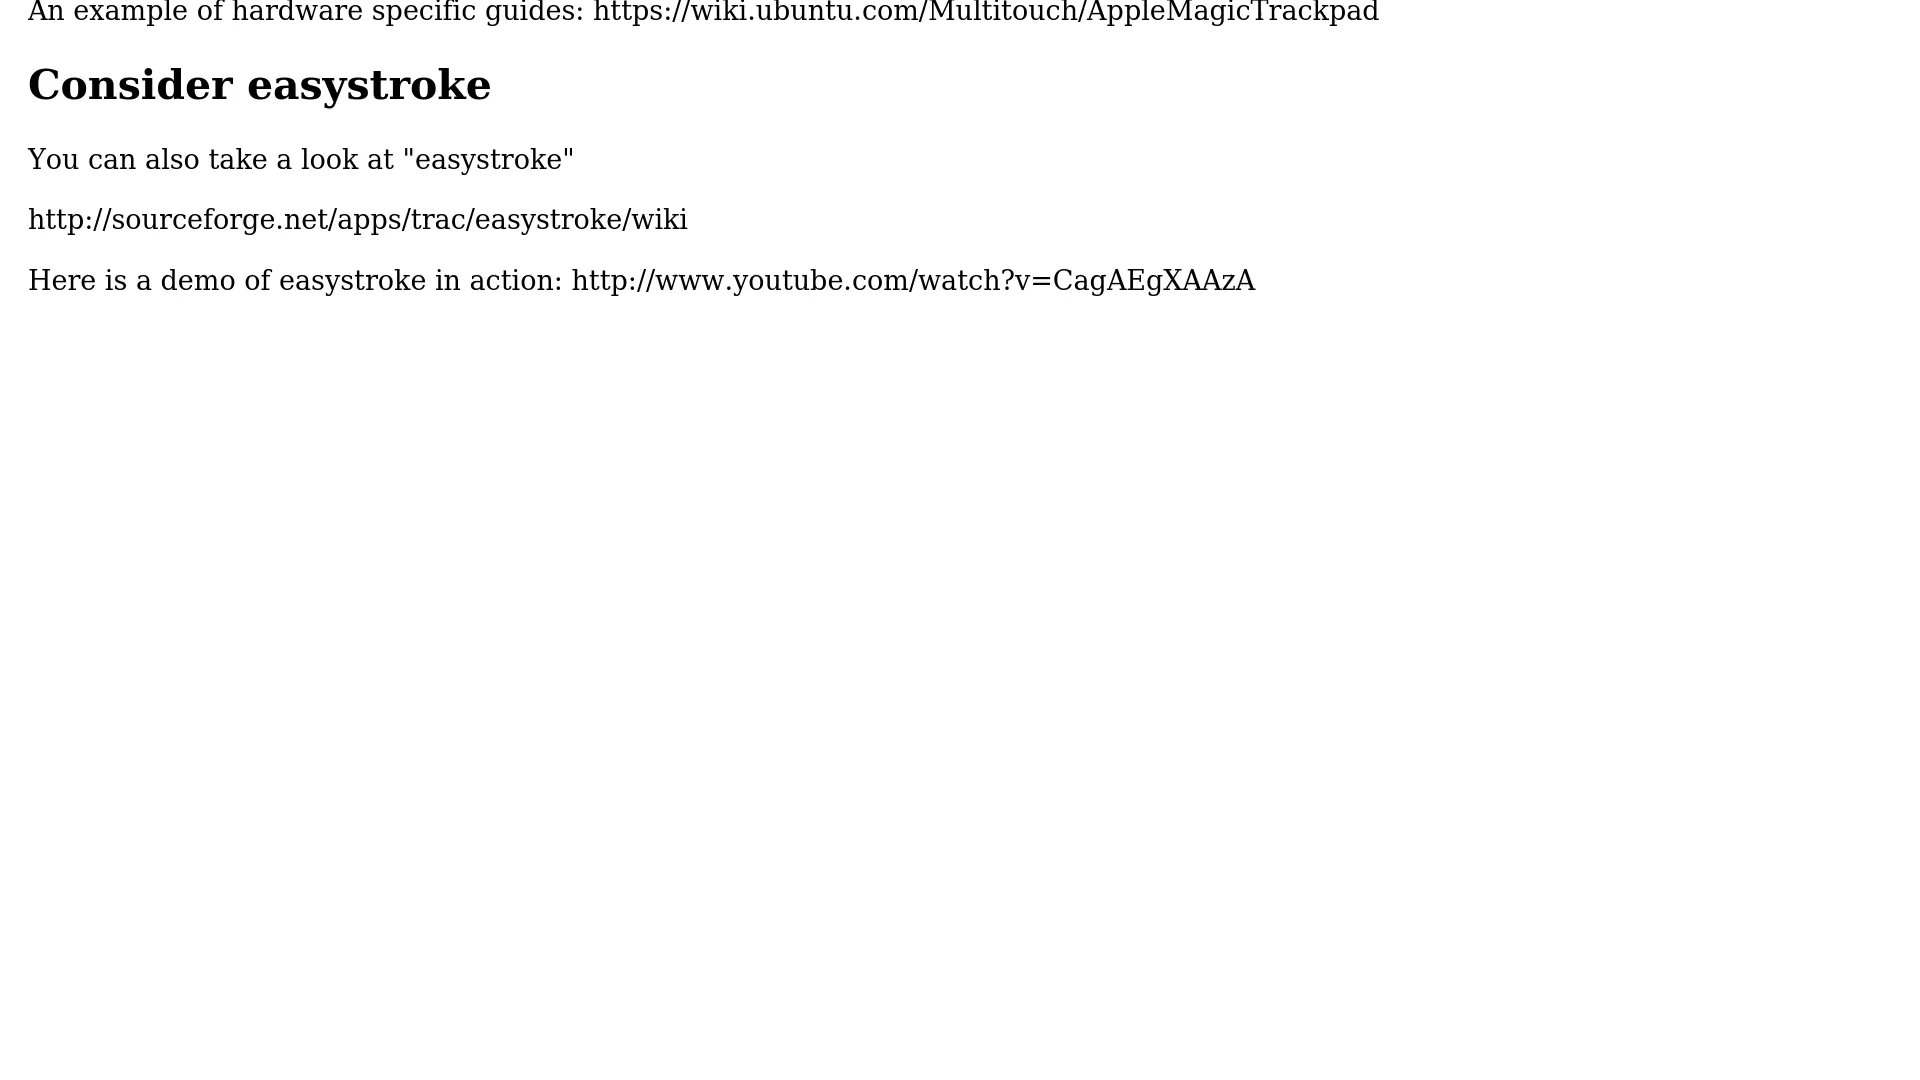 An example of hardware specific guides: https://wiki.ubuntu.com/Multitouch/AppleMagicTrackpad
Consider easystroke
You can also take a look at "easystroke"
http://sourceforge.net/apps/trac/easystroke/wiki
Here is a demo of easystroke in action: http://www.youtube.com/watch?v=CagAEgXAAzA